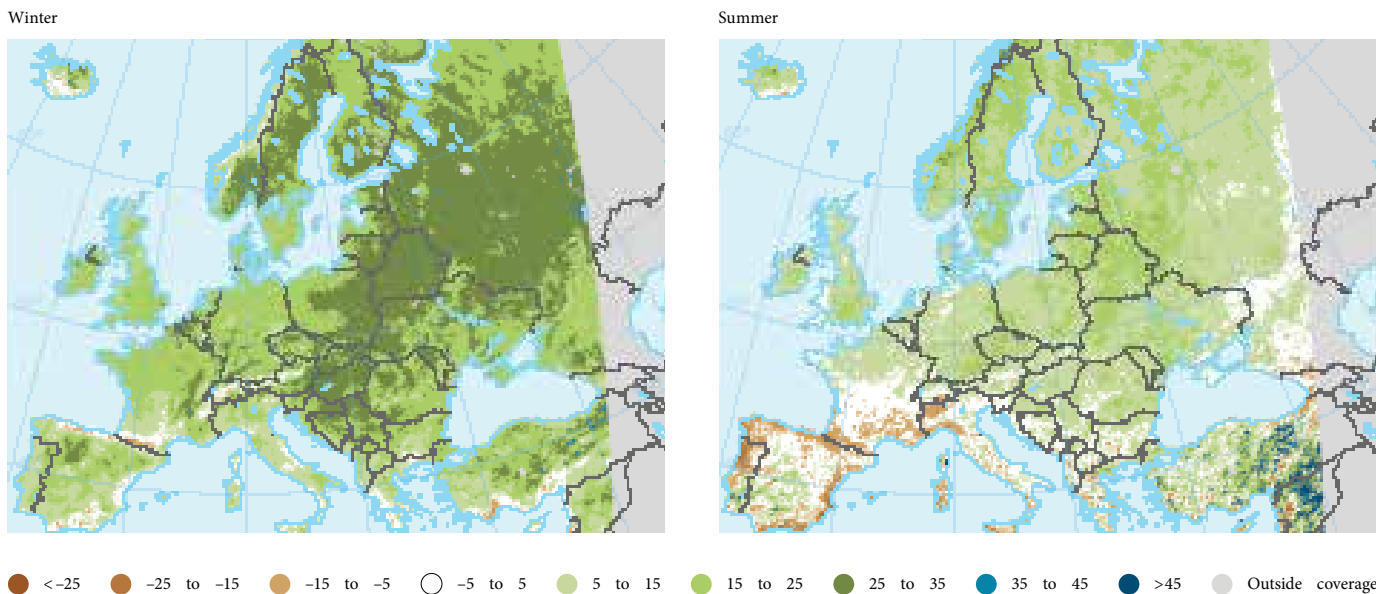 Winter
Summer
< –25
–25 to –15
–15 to –5
–5 to 5
5 to 15
15 to 25
25 to 35
35 to 45
>45
Outside coverage